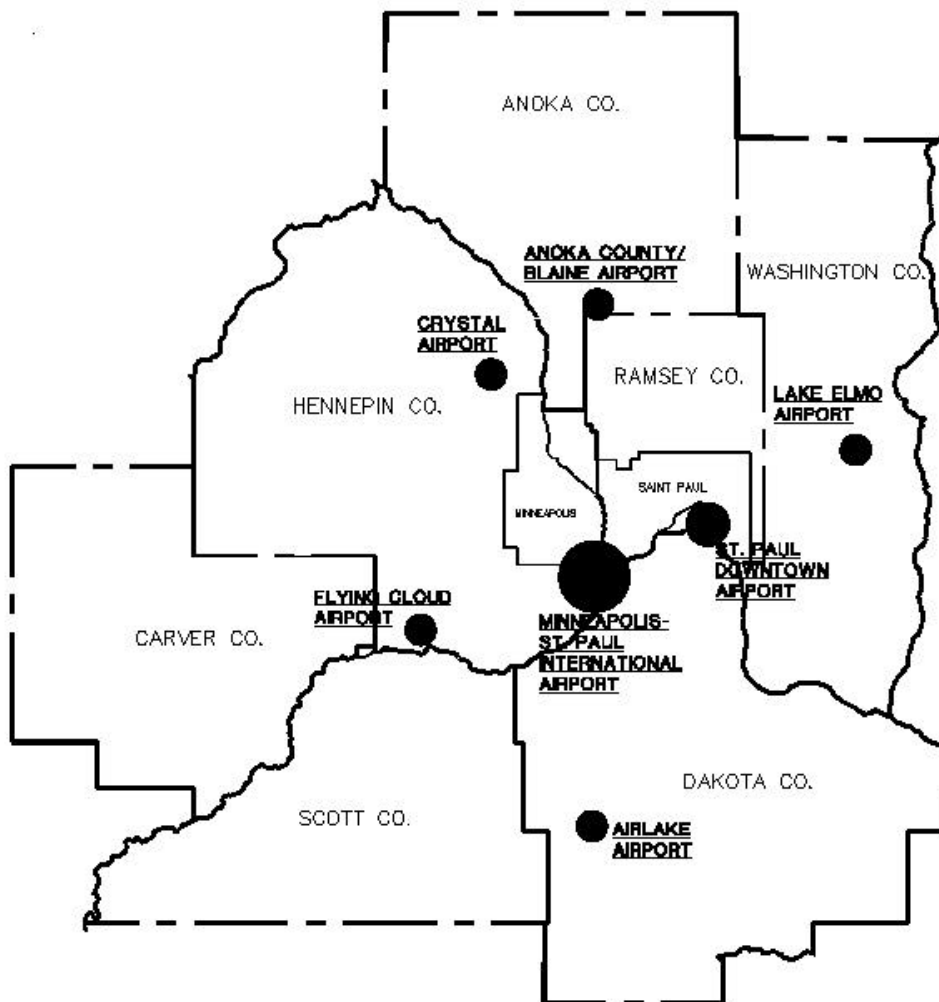 ANOKA CO.
ANOKA COUNTY/
BLAINE AIRPORT
WASHINGTON CO.
CRYSTAL
AIRPORT
RAMSEY CO.
HENNEPIN CO.
LAKE ELMO
AIRPORT
SAINT PAUL
MINNEAPOLIS
ST. PAUL
DOWNTOWN
AIRPORT
FLYING CLOUD
AIRPORT
MINNEAPOLIS-
ST. PAUL
INTERNATIONAL
AIRPORT
CARVER CO.
DAKOTA CO.
SCOTT CO.
AIRLAKE
AIRPORT